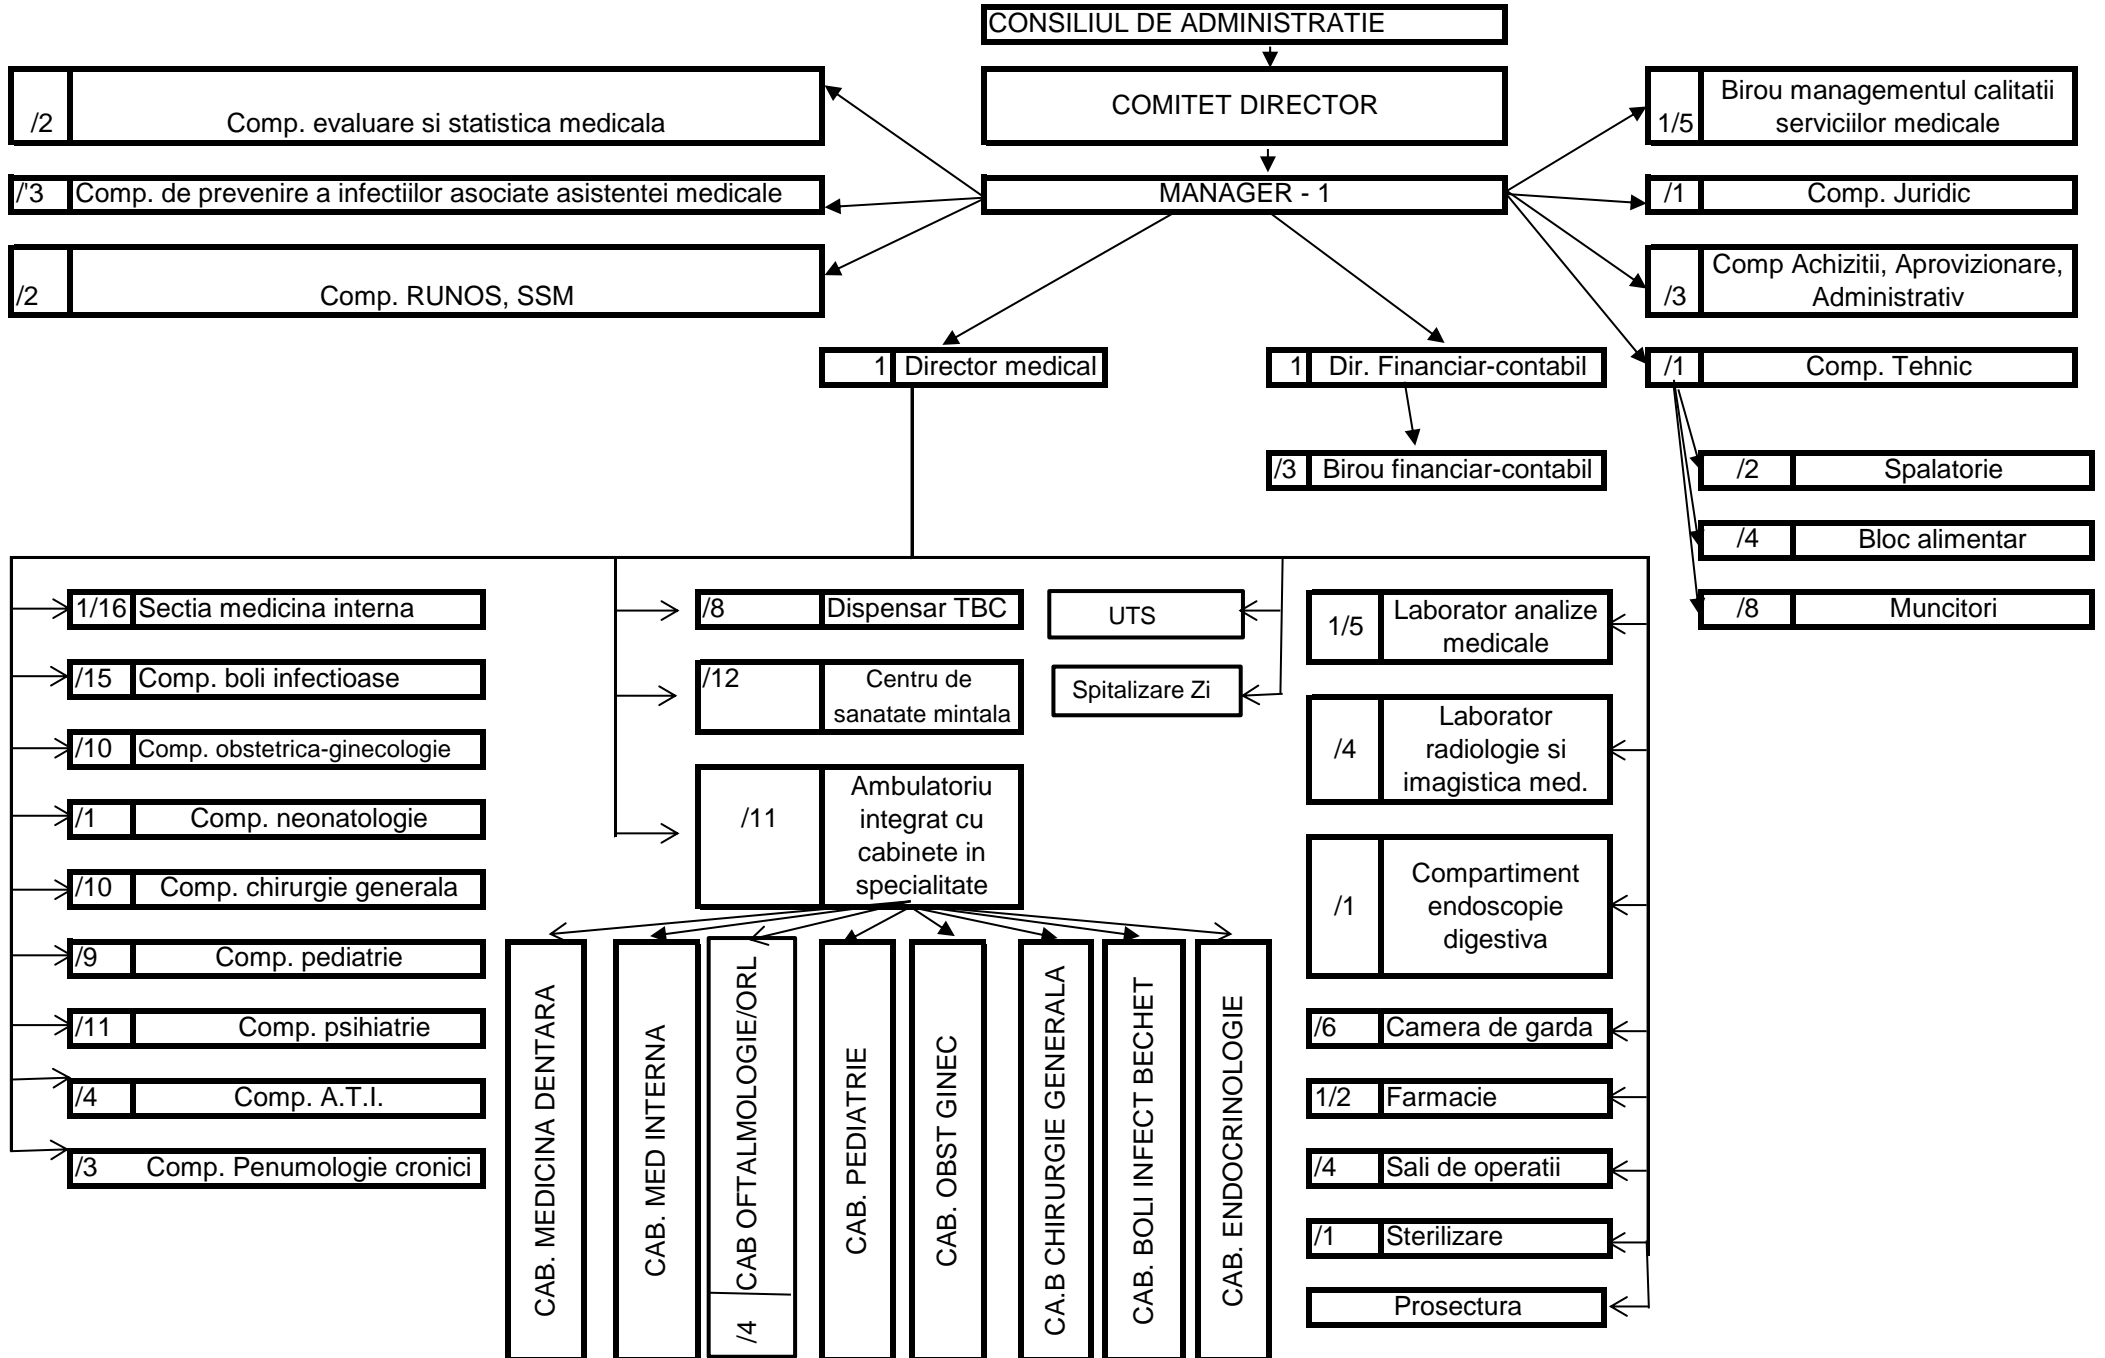 CONSILIUL DE ADMINISTRATIE
COMITET DIRECTOR
MANAGER - 1
/2 Comp. evaluare si statistica medicala
/'3 Comp. de prevenire a infectiilor asociate asistentei medicale
/2 Comp. RUNOS, SSM
1/5 Birou managementul calitatii
serviciilor medicale
/1 Comp. Juridic
/3 Comp Achizitii, Aprovizionare,
Administrativ
/1 Comp. Tehnic
1 Director medical
1 Dir. Financiar-contabil
/3 Birou financiar-contabil
/2 Spalatorie
/4 Bloc alimentar
/8 Muncitori
1/16 Sectia medicina interna
/15 Comp. boli infectioase
/10 Comp. obstetrica-ginecologie
/1 Comp. neonatologie
/10 Comp. chirurgie generala
/9 Comp. pediatrie
/11 Comp. psihiatrie
/4 Comp. A.T.I.
/3 Comp. Penumologie cronici
/8 Dispensar TBC
/12 Centru de
sanatate mintala
/11 Ambulatoriu
integrat cu
cabinete in
specialitate
UTS
Spitalizare Zi
CAB. MEDICINA DENTARA
CAB. MED INTERNA
/4 CAB OFTALMOLOGIE/ORL
CAB. PEDIATRIE
CAB. OBST GINEC
CA.B CHIRURGIE GENERALA
CAB. BOLI INFECT BECHET
CAB. ENDOCRINOLOGIE
1/5 Laborator analize
medicale
/4 Laborator
radiologie si
imagistica med.
/1 Compartiment
endoscopie
digestiva
/6 Camera de garda
1/2 Farmacie
/4 Sali de operatii
/1 Sterilizare
Prosectura